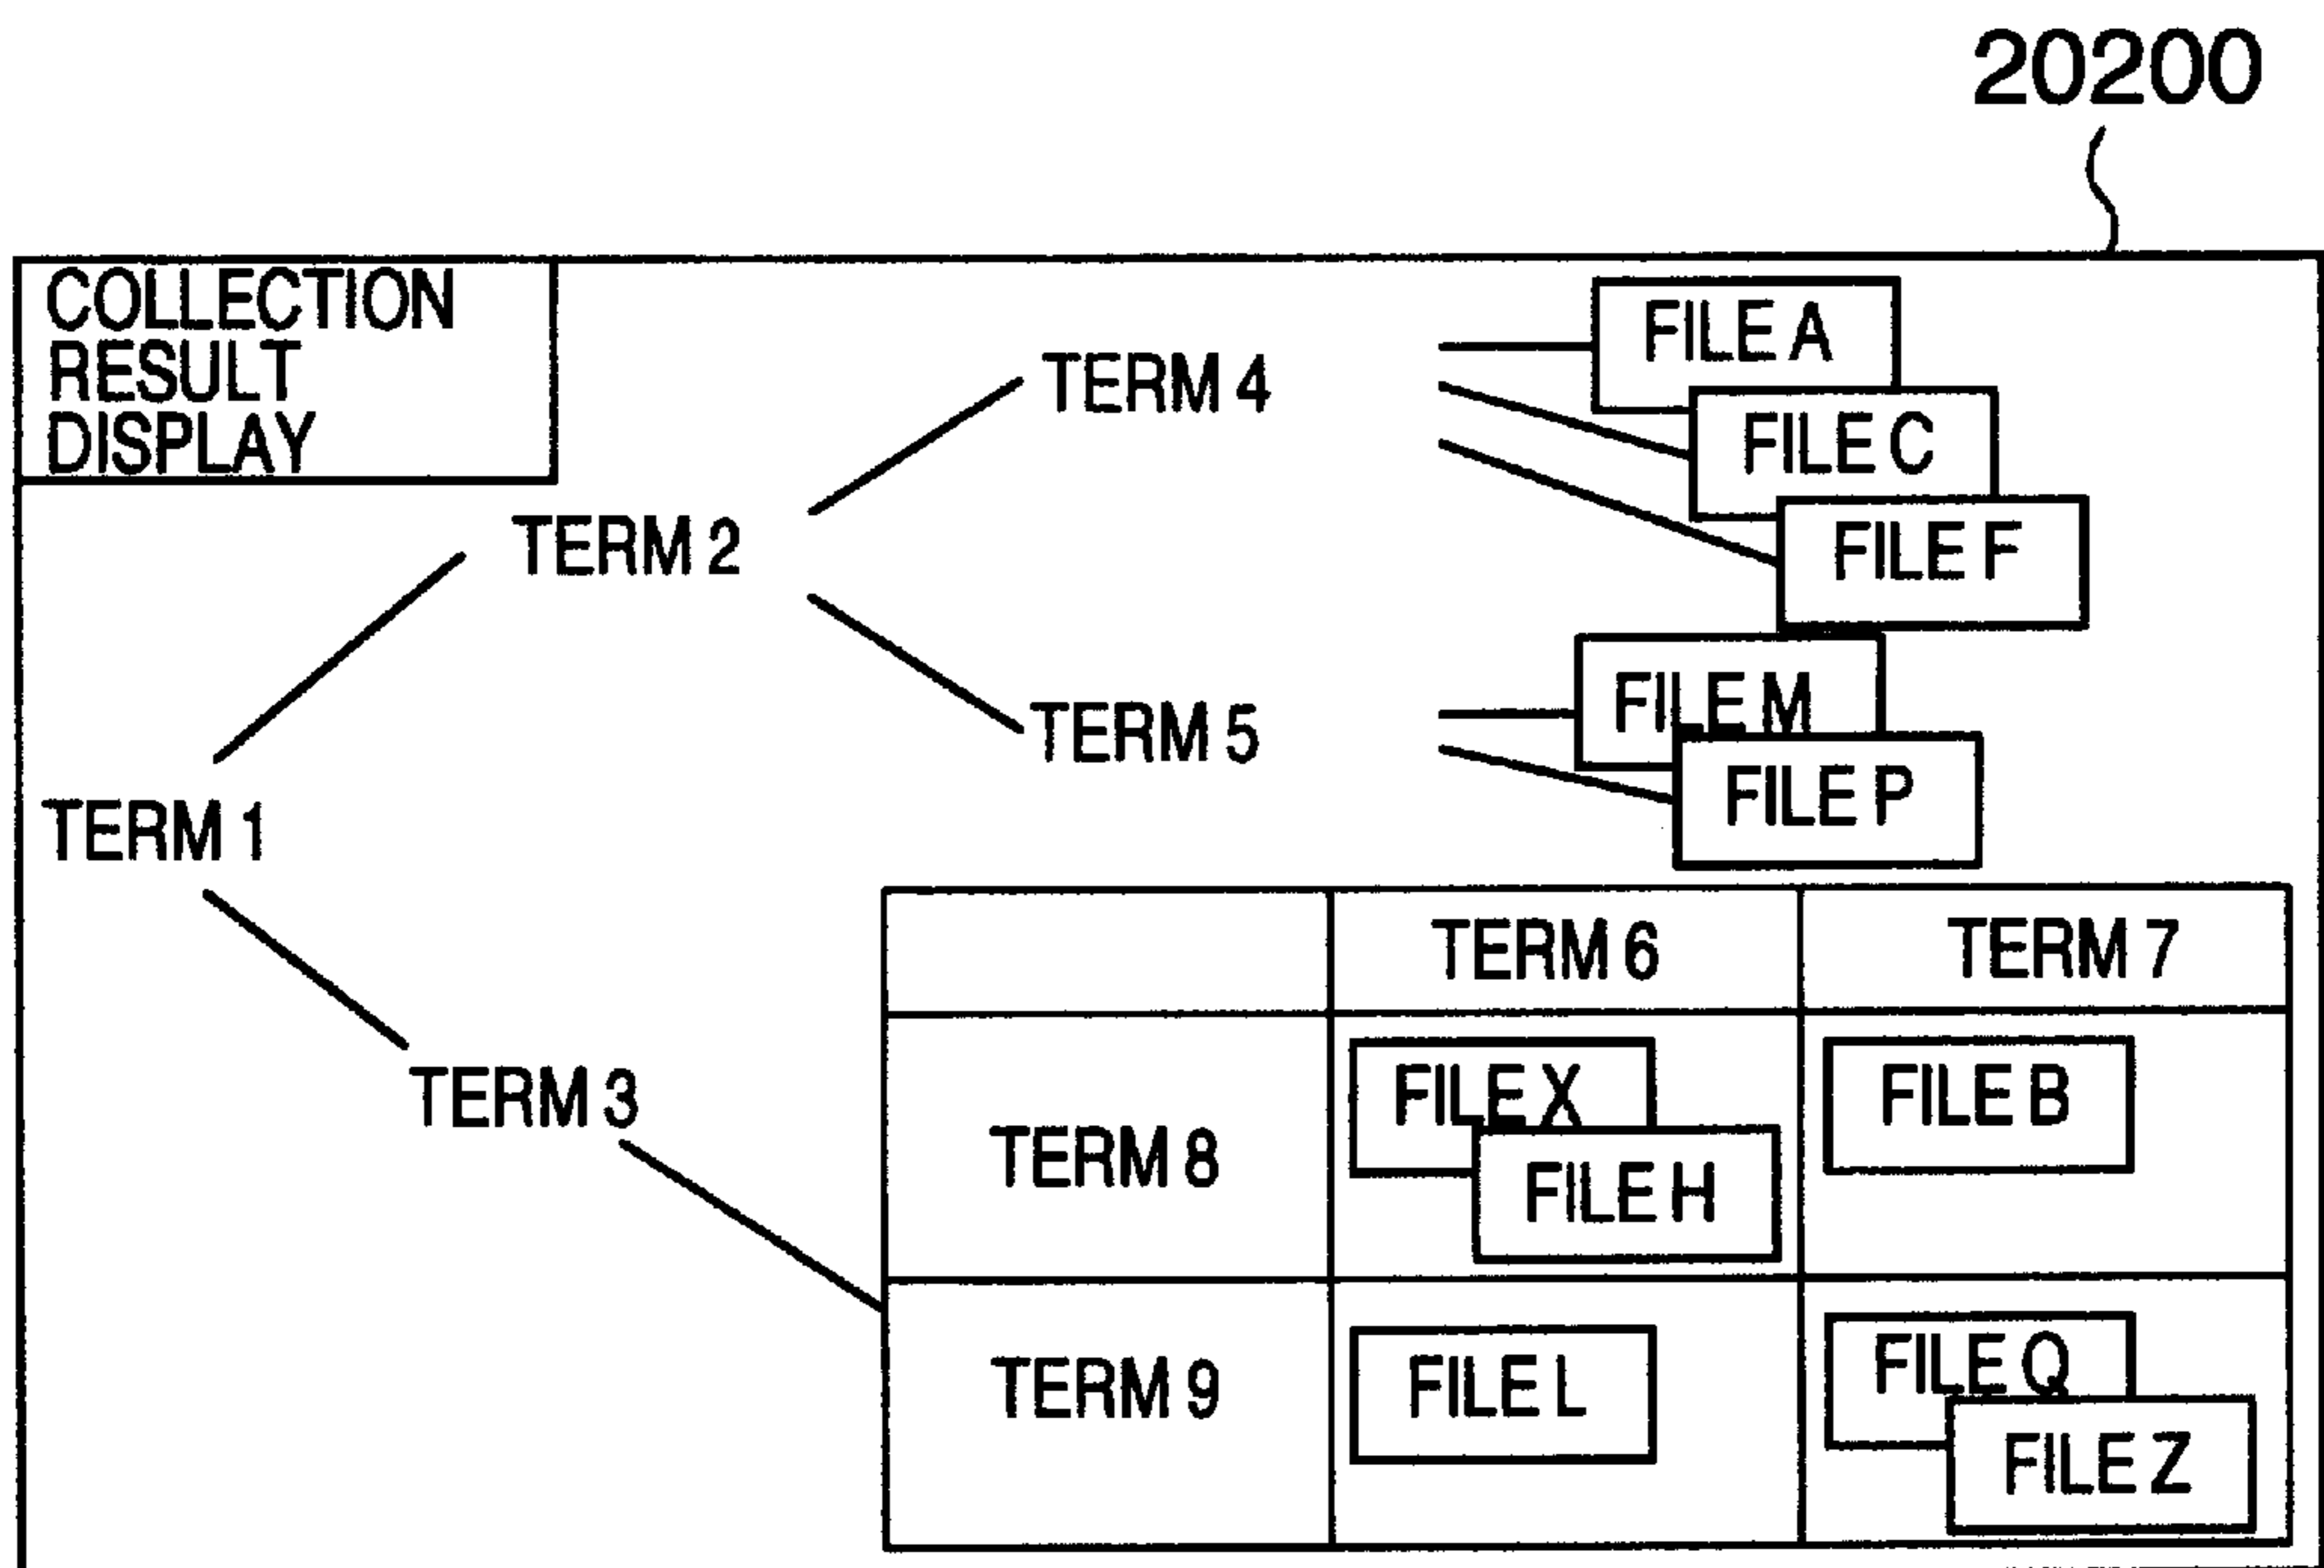 20200
COLLECTION
RESULT
DISPLAY
TERM 1
TERM 2
TERM 3
TERM 4
FILE A
FILE C
FILE F
TERM 5
FILE M
FILE P
TERM 6
TERM 7
TERM 8
FILE X
FILE H
FILE B
TERM 9
FILE L
FILE Q
FILE Z